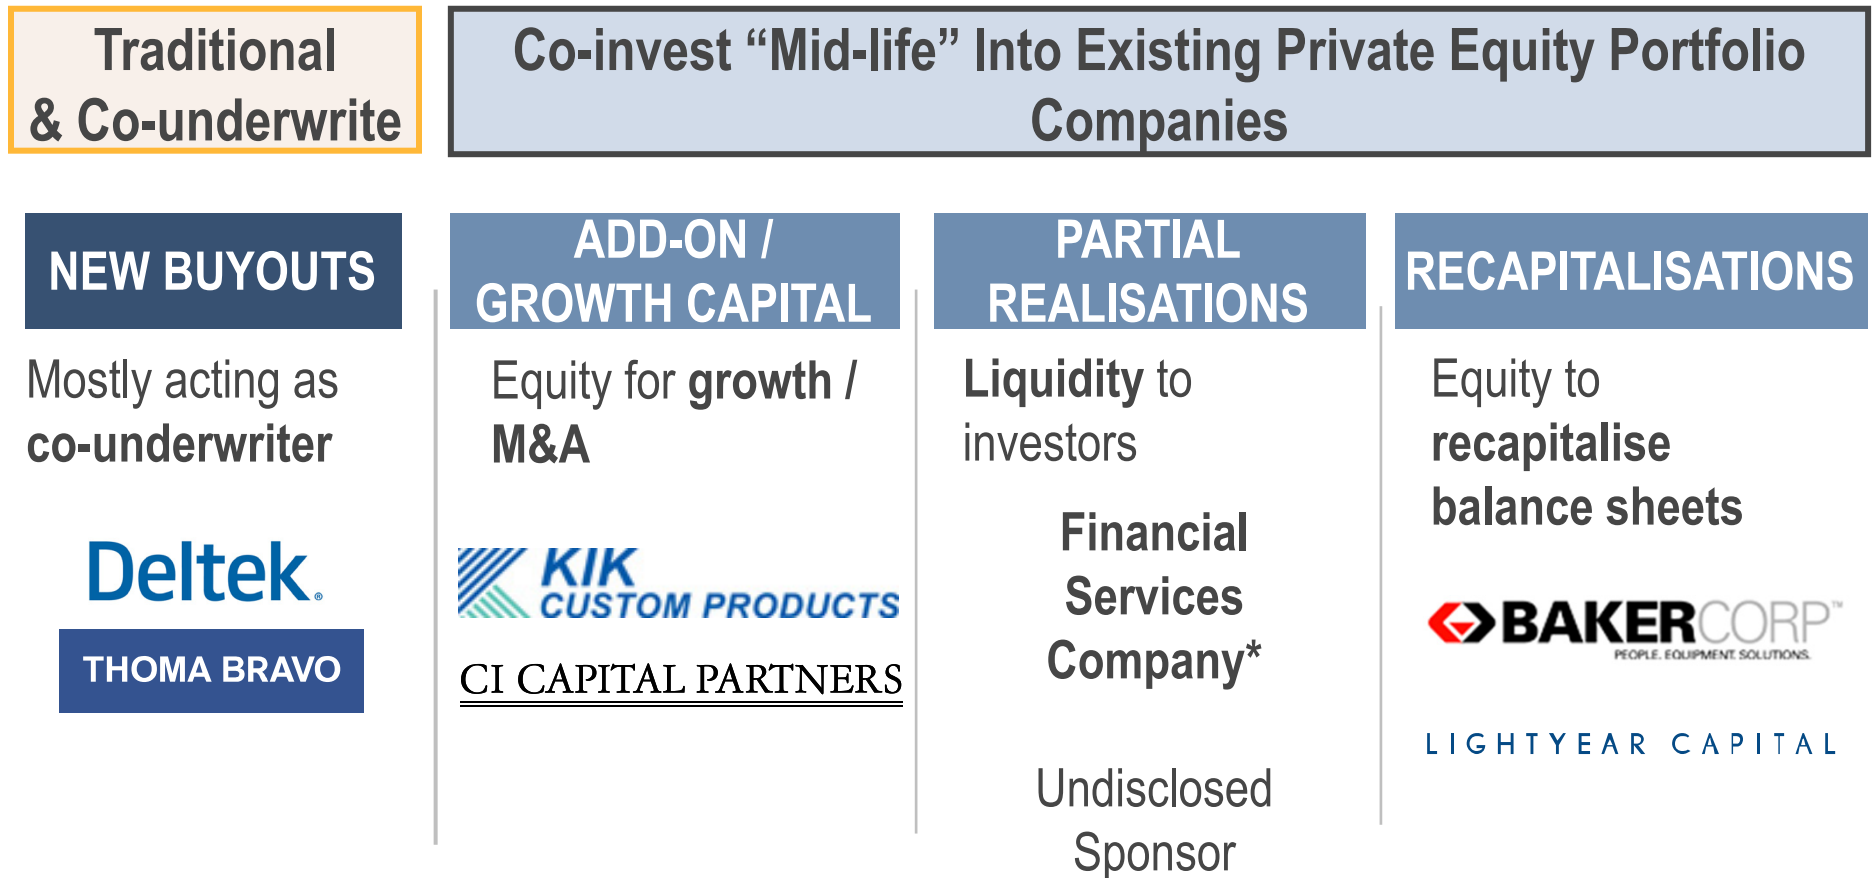 Traditional
& Co-underwrite
Co-invest “Mid-life” Into Existing Private Equity Portfolio
Companies
NEW BUYOUTS
Mostly acting as
co-underwriter
Deltek.
THOMA BRAVO
ADD-ON /
GROWTH CAPITAL
Equity for growth /
M&A
KIK
CUSTOM PRODUCTS
CI CAPITAL PARTNERS
PARTIAL
REALISATIONS
Liquidity to
investors
Financial
Services
Company*
Undisclosed
Sponsor
RECAPITALISATIONS
Equity to
recapitalise
balance sheets
BAKERCORP™
PEOPLE. EQUIPMENT. SOLUTIONS.
LIGHTYEAR CAPITAL